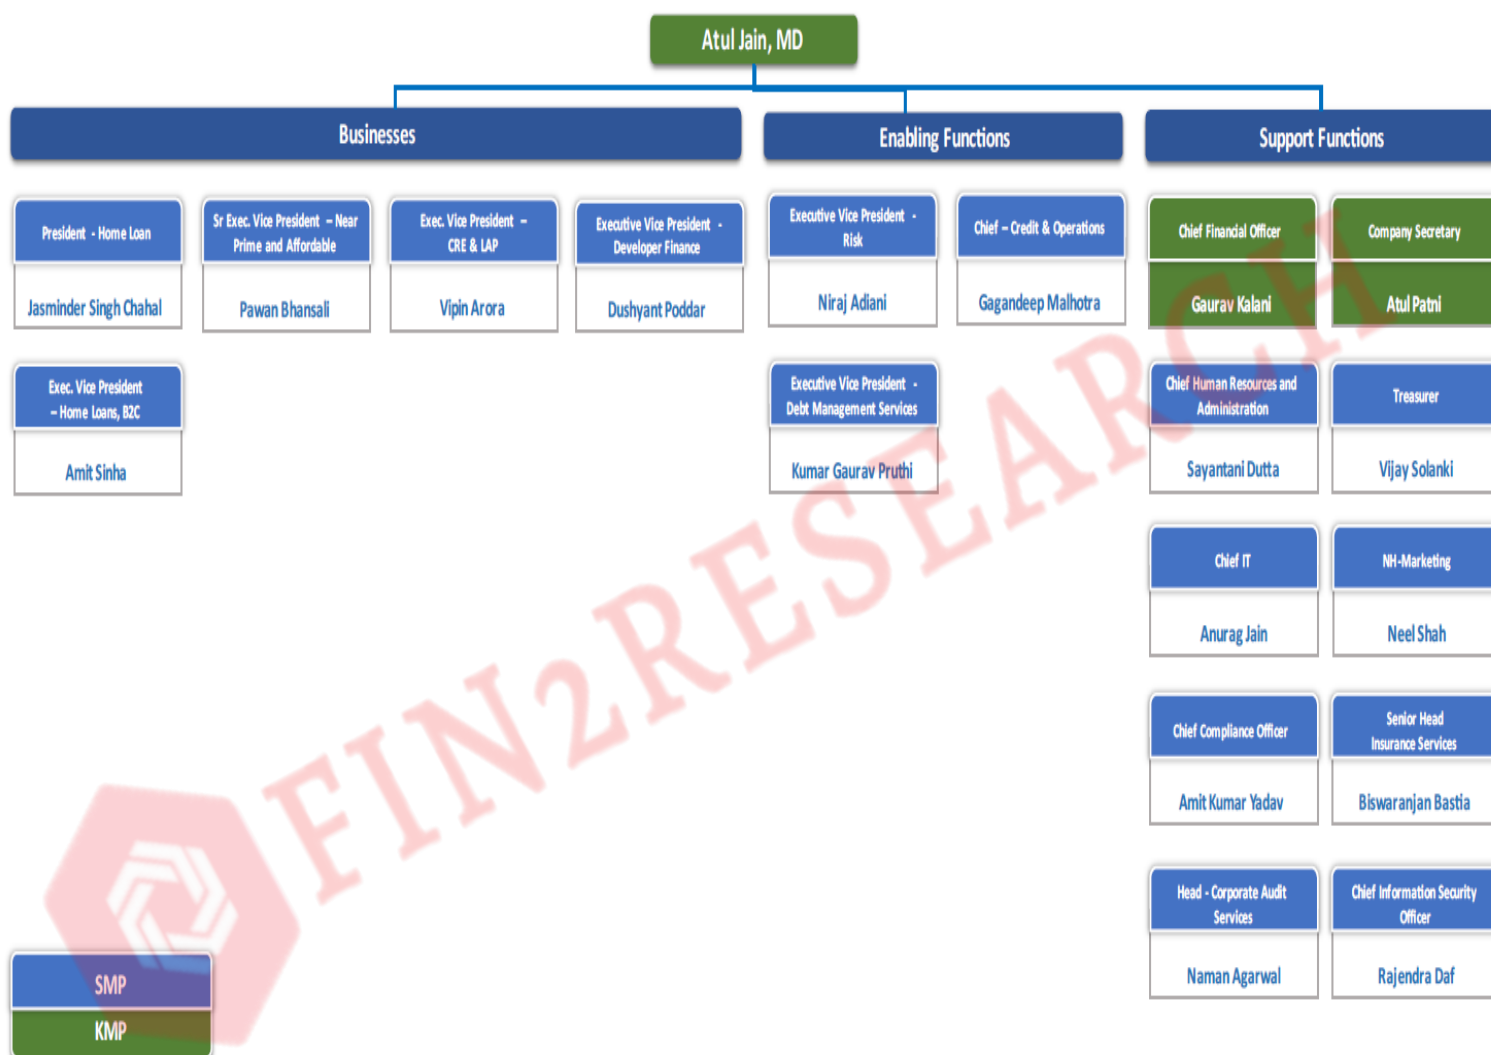 Atul Jain, MD
Businesses
Enabling Functions
Support Functions
President - Home Loan
Jasminder Singh Chahal
Sr Exec. Vice President – Near
Prime and Affordable
Pawan Bhansali
Exec. Vice President –
CRE & LAP
Vipin Arora
Executive Vice President -
Developer Finance
Dushyant Poddar
Executive Vice President -
Risk
Niraj Adiani
Chief – Credit & Operations
Gagandeep Malhotra
Chief Financial Officer
Gaurav Kalani
Company Secretary
Atul Patni
Exec. Vice President
– Home Loans, B2C
Amit Sinha
Executive Vice President -
Debt Management Services
Kumar Gaurav Pruthi
Chief Human Resources and
Administration
Sayantani Dutta
Treasurer
Vijay Solanki
Chief IT
Anurag Jain
NH-Marketing
Neel Shah
Chief Compliance Officer
Amit Kumar Yadav
Senior Head
Insurance Services
Biswaranjan Bastia
Head - Corporate Audit
Services
Naman Agarwal
Chief Information Security
Officer
Rajendra Daf
SMP
KMP
FIN2RESEARCH